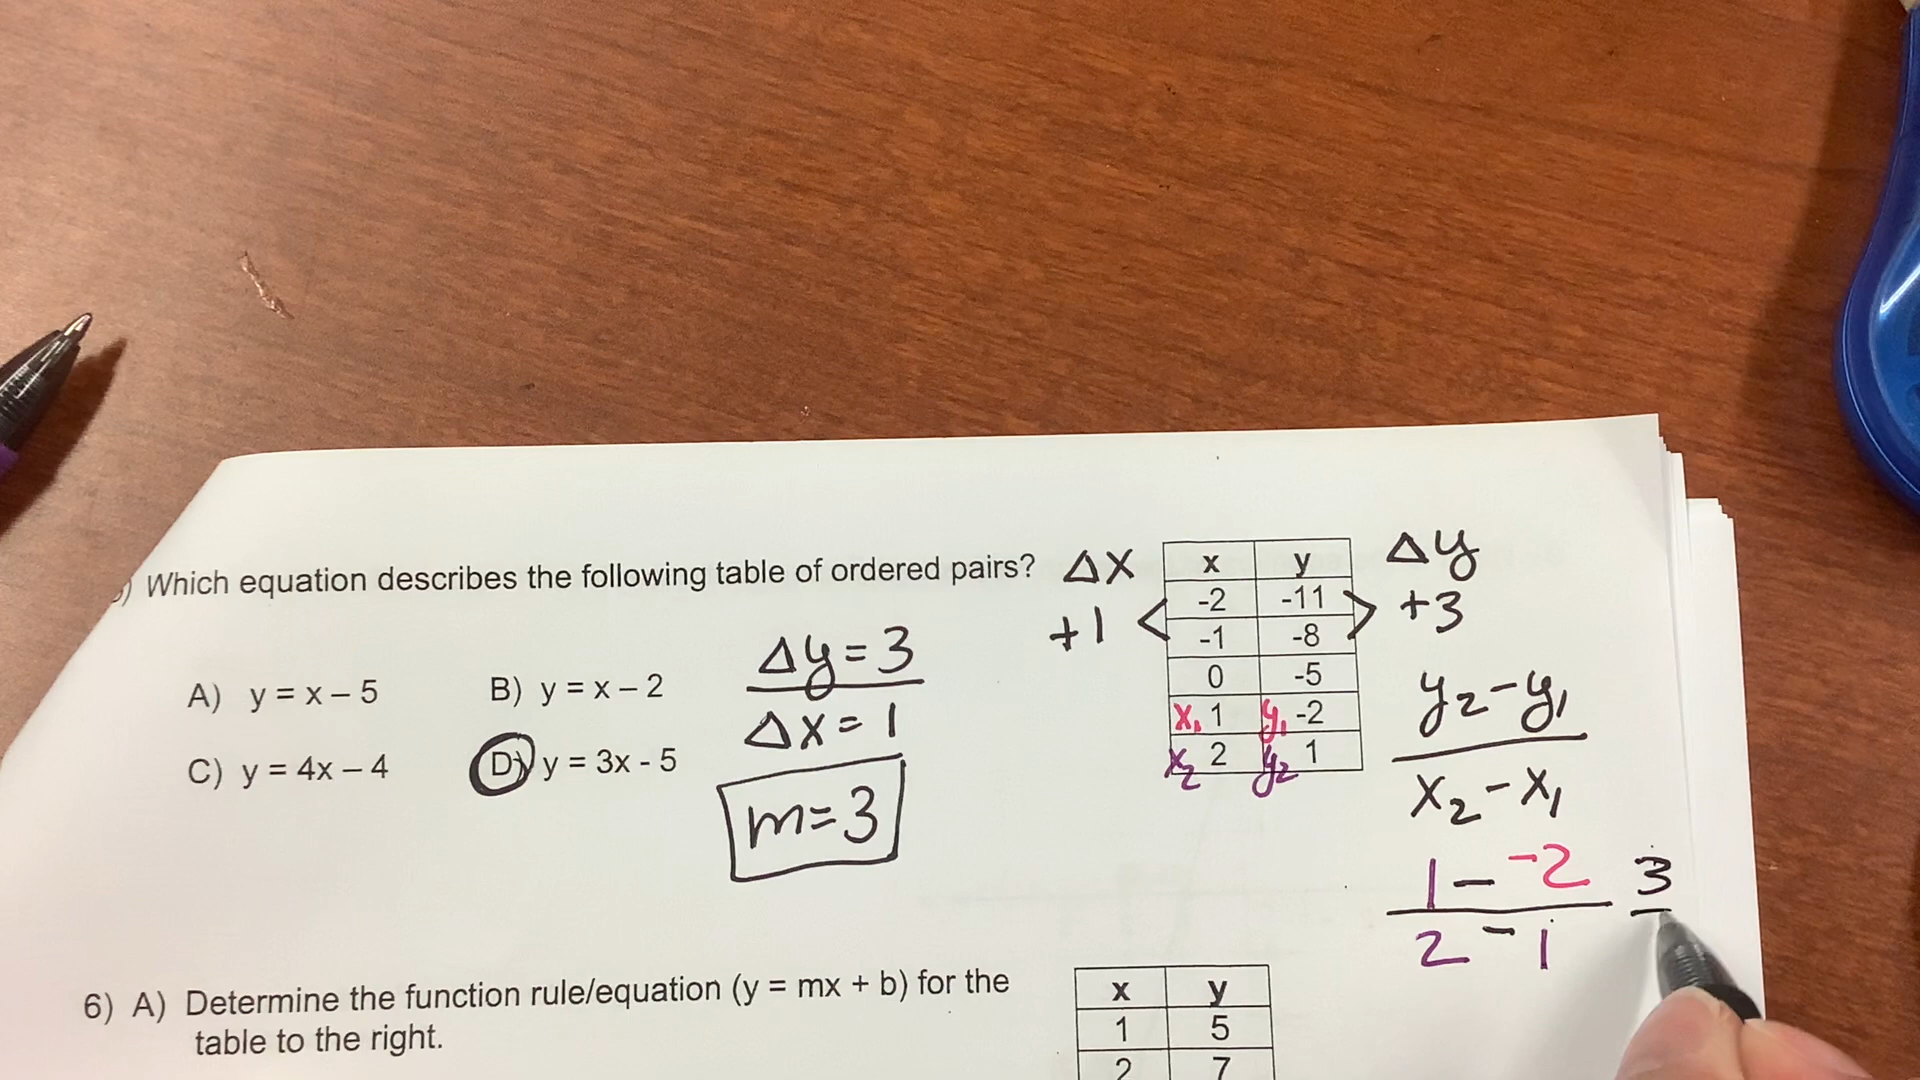 Which equation describes the following table of ordered pairs?
Δx
+1 <
x y
-2 -11
-1 -8
0 -5
x₁ 1 y₁ -2
x₂ 2 y₂ 1
Δy
> +3
A) y = x – 5
B) y = x – 2
C) y = 4x – 4
D) y = 3x - 5
Δy = 3
Δx = 1
m=3
y₂-y₁
x₂-x₁
1 - -2
2 - 1
3
6) A) Determine the function rule/equation (y = mx + b) for the
table to the right.
x y
1 5
2 7